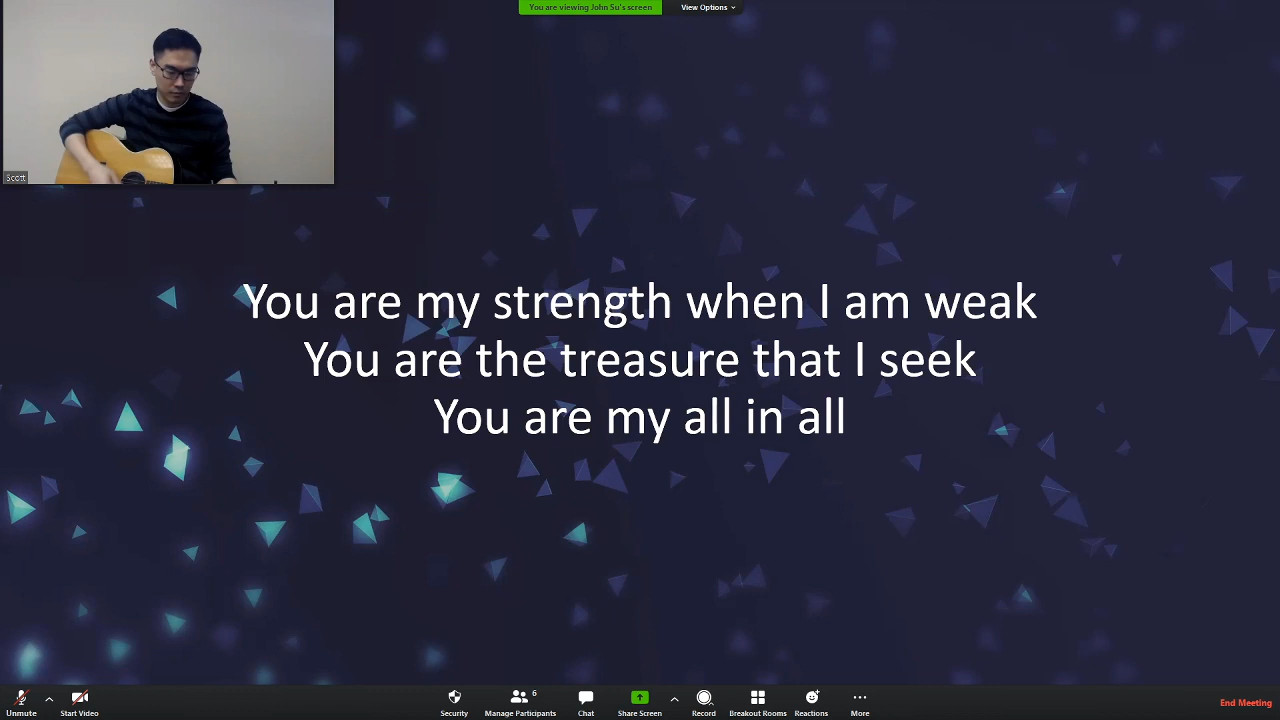 You are viewing John Su's screen
View Options
Scott
You are my strength when I am weak
You are the treasure that I seek
You are my all in all
Unmute
Start Video
Security
Manage Participants
6
Chat
Share Screen
Record
Breakout Rooms
Reactions
More
End Meeting